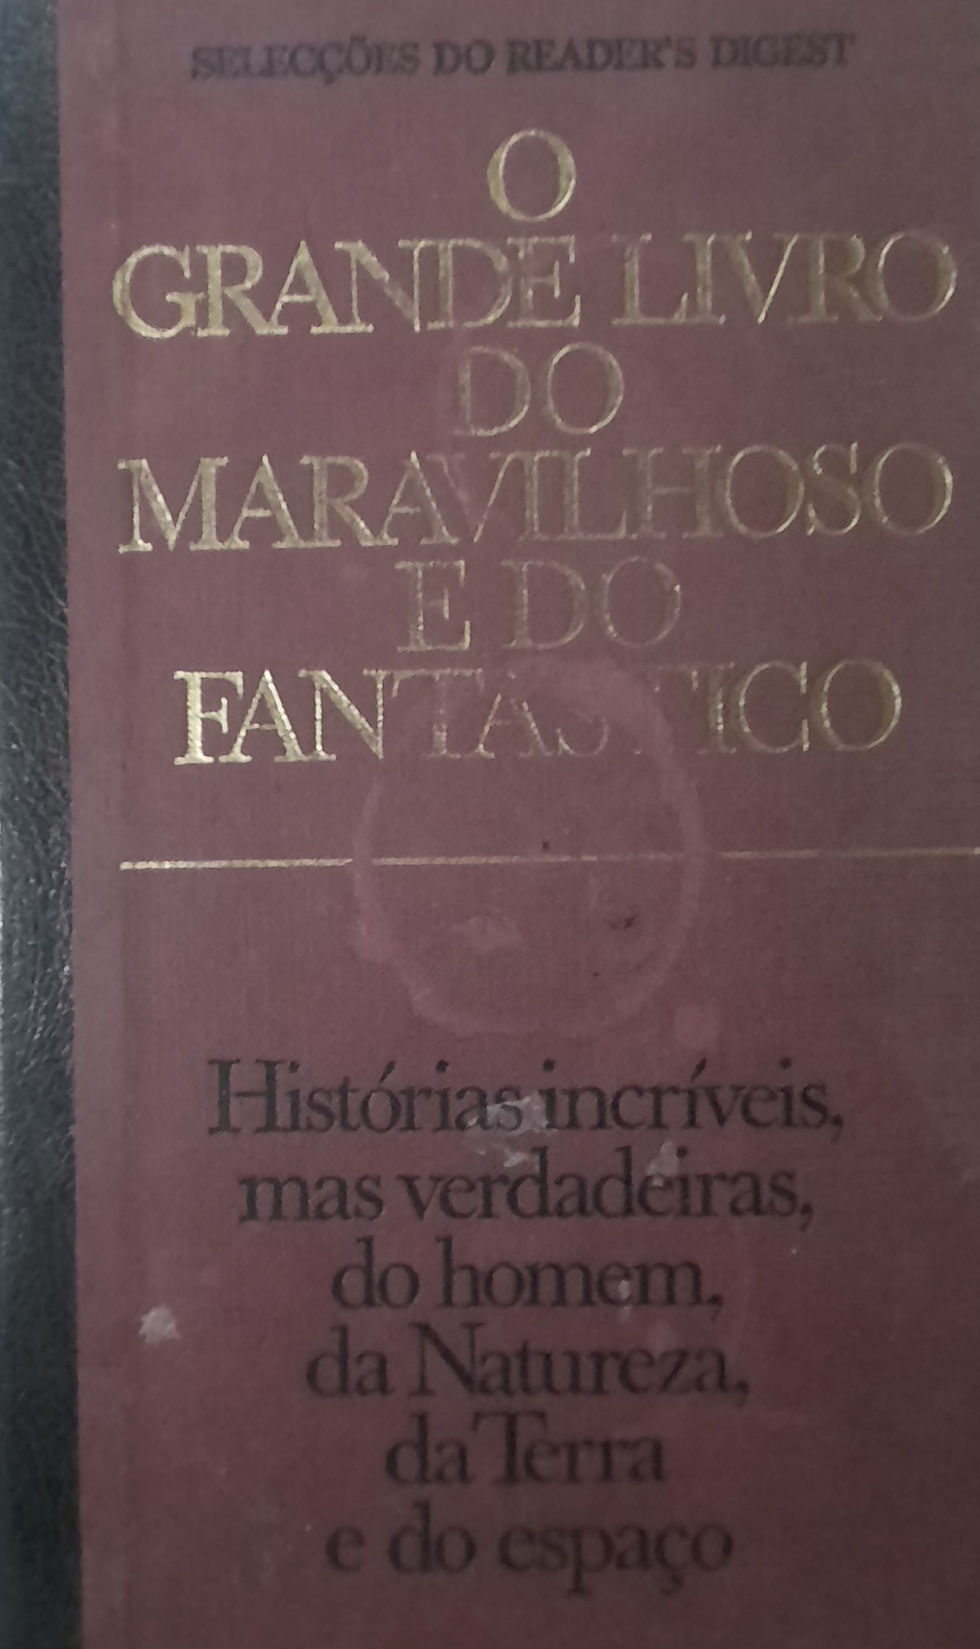 SELECÇÕES DO READER'S DIGEST
O
GRANDE LIVRO
DO
MARAVILHOSO
E DO
FANTÁSTICO
Histórias incríveis,
mas verdadeiras,
do homem,
da Natureza,
da Terra
e do espaço